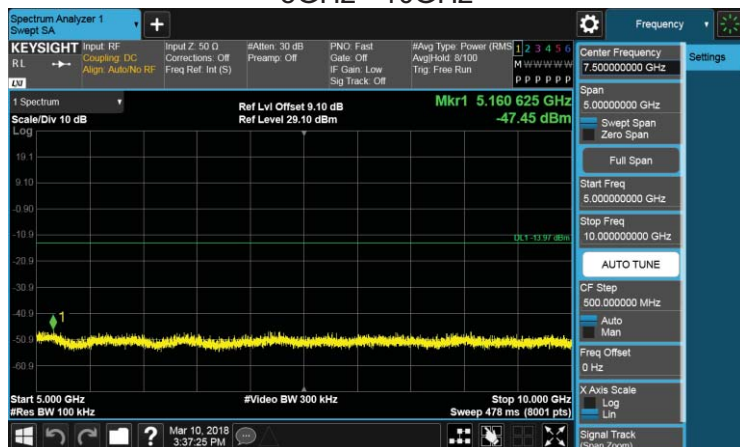 Spectrum Analyzer 1
Swept SA
Frequency
KEYSIGHT
RL
LXI
Input: RF
Coupling: DC
Align: Auto/No RF
Input Z: 50 Ω
Corrections: Off
Freq Ref: Int (S)
#Atten: 30 dB
Preamp: Off
PNO: Fast
Gate: Off
IF Gain: Low
Sig Track: Off
#Avg Type: Power (RMS
Avg|Hold: 8/100
Trig: Free Run
1 2 3 4 5 6
M W W W W W
P P P P P P
1 Spectrum
Scale/Div 10 dB
Log
Ref Lvl Offset 9.10 dB
Ref Level 29.10 dBm
Mkr1 5.160 625 GHz
-47.45 dBm
19.1
9.10
-0.90
-10.9
-20.9
-30.9
-40.9
-50.9
-60.9
DL1 -13.97 dBm
1
Start 5.000 GHz
#Res BW 100 kHz
#Video BW 300 kHz
Stop 10.000 GHz
Sweep 478 ms (8001 pts)
Mar 10, 2018
3:37:25 PM
Center Frequency
7.500000000 GHz
Span
5.00000000 GHz
Swept Span
Zero Span
Full Span
Start Freq
5.000000000 GHz
Stop Freq
10.000000000 GHz
AUTO TUNE
CF Step
500.000000 MHz
Auto
Man
Freq Offset
0 Hz
X Axis Scale
Log
Lin
Signal Track
(Span Zoom)
Settings